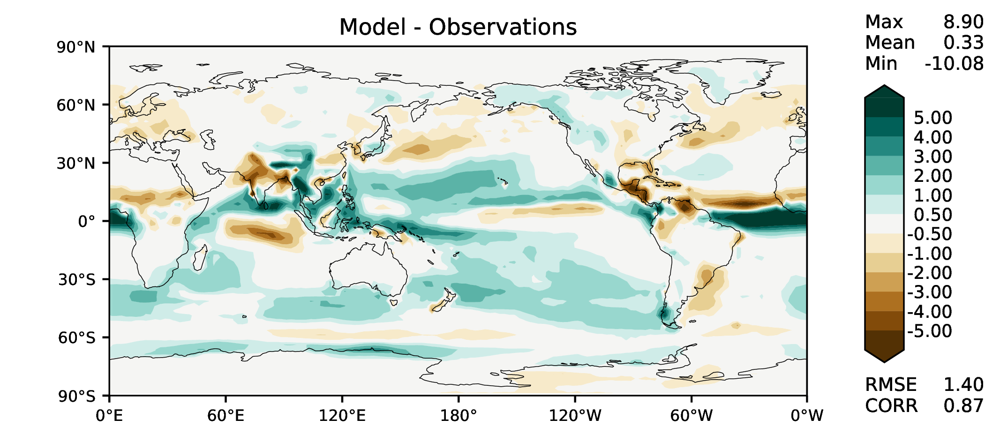 Model - Observations
Max 8.90
Mean 0.33
Min -10.08
90°N
60°N
30°N
0°
30°S
60°S
90°S
0°E 60°E 120°E 180° 120°W 60°W 0°W
5.00
4.00
3.00
2.00
1.00
0.50
-0.50
-1.00
-2.00
-3.00
-4.00
-5.00
RMSE 1.40
CORR 0.87